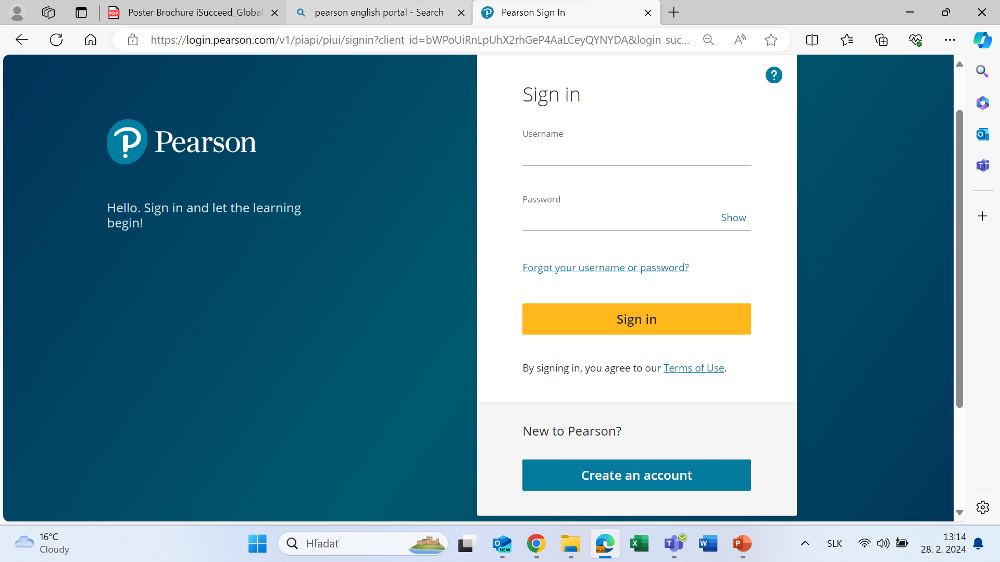 Poster Brochure iSucceed_Global
pearson english portal - Search
Pearson Sign In
https://login.pearson.com/v1/piapi/piui/signin?client_id=bWPoUiRnLpUhX2rhGeP4AaLCeyQYNYDA&login_suc...
Pearson
Hello. Sign in and let the learning
begin!
?
Sign in
Username
Password
Show
Forgot your username or password?
Sign in
By signing in, you agree to our Terms of Use.
New to Pearson?
Create an account
16°C
Cloudy
Hľadať
NEW
SLK
13:14
28. 2. 2024